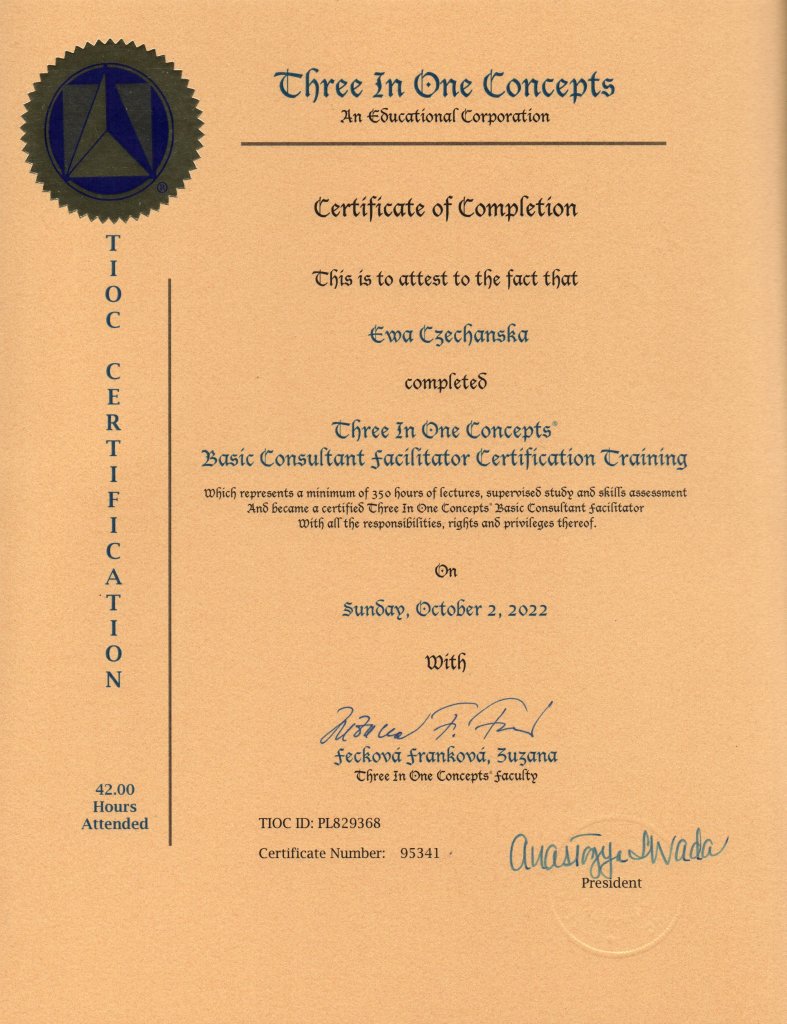 Three In One Concepts
An Educational Corporation
®
Certificate of Completion
This is to attest to the fact that
Ewa Czechanska
completed
Three In One Concepts®
Basic Consultant Facilitator Certification Training
Which represents a minimum of 350 hours of lectures, supervised study and skills assessment
And became a certified Three In One Concepts® Basic Consultant Facilitator
With all the responsibilities, rights and privileges thereof.
On
Sunday, October 2, 2022
With
Fecková Franková, Zuzana
Three In One Concepts® Faculty
TIOC CERTIFICATION
42.00
Hours
Attended
TIOC ID: PL829368
Certificate Number: 95341
President